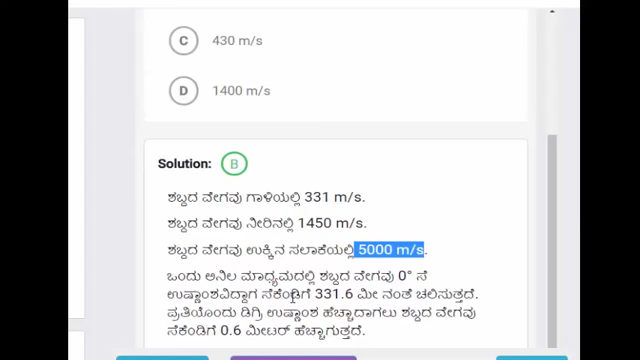 C 430 m/s
D 1400 m/s
Solution: B
ಶಬ್ದದ ವೇಗವು ಗಾಳಿಯಲ್ಲಿ 331 m/s.
ಶಬ್ದದ ವೇಗವು ನೀರಿನಲ್ಲಿ 1450 m/s.
ಶಬ್ದದ ವೇಗವು ಉಕ್ಕಿನ ಸಲಾಕೆಯಲ್ಲಿ 5000 m/s.
ಒಂದು ಅನಿಲ ಮಾಧ್ಯಮದಲ್ಲಿ ಶಬ್ದದ ವೇಗವು 0° ಸೆ
ಉಷ್ಣಾಂಶವಿದ್ದಾಗ ಸೆಕೆಂಡಿಗೆ 331.6 ಮೀ ನಂತೆ ಚಲಿಸುತ್ತದೆ.
ಪ್ರತಿಯೊಂದು ಡಿಗ್ರಿ ಉಷ್ಣಾಂಶ ಹೆಚ್ಚಾದಾಗಲು ಶಬ್ದದ ವೇಗವು
ಸೆಕೆಂಡಿಗೆ 0.6 ಮೀಟರ್ ಹೆಚ್ಚಾಗುತ್ತದೆ.